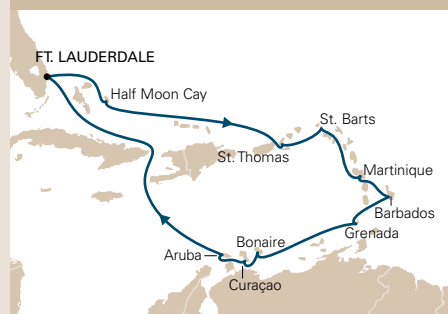 FT. LAUDERDALE
Half Moon Cay
St. Barts
St. Thomas
Martinique
Barbados
Grenada
Bonaire
Aruba
Curaçao